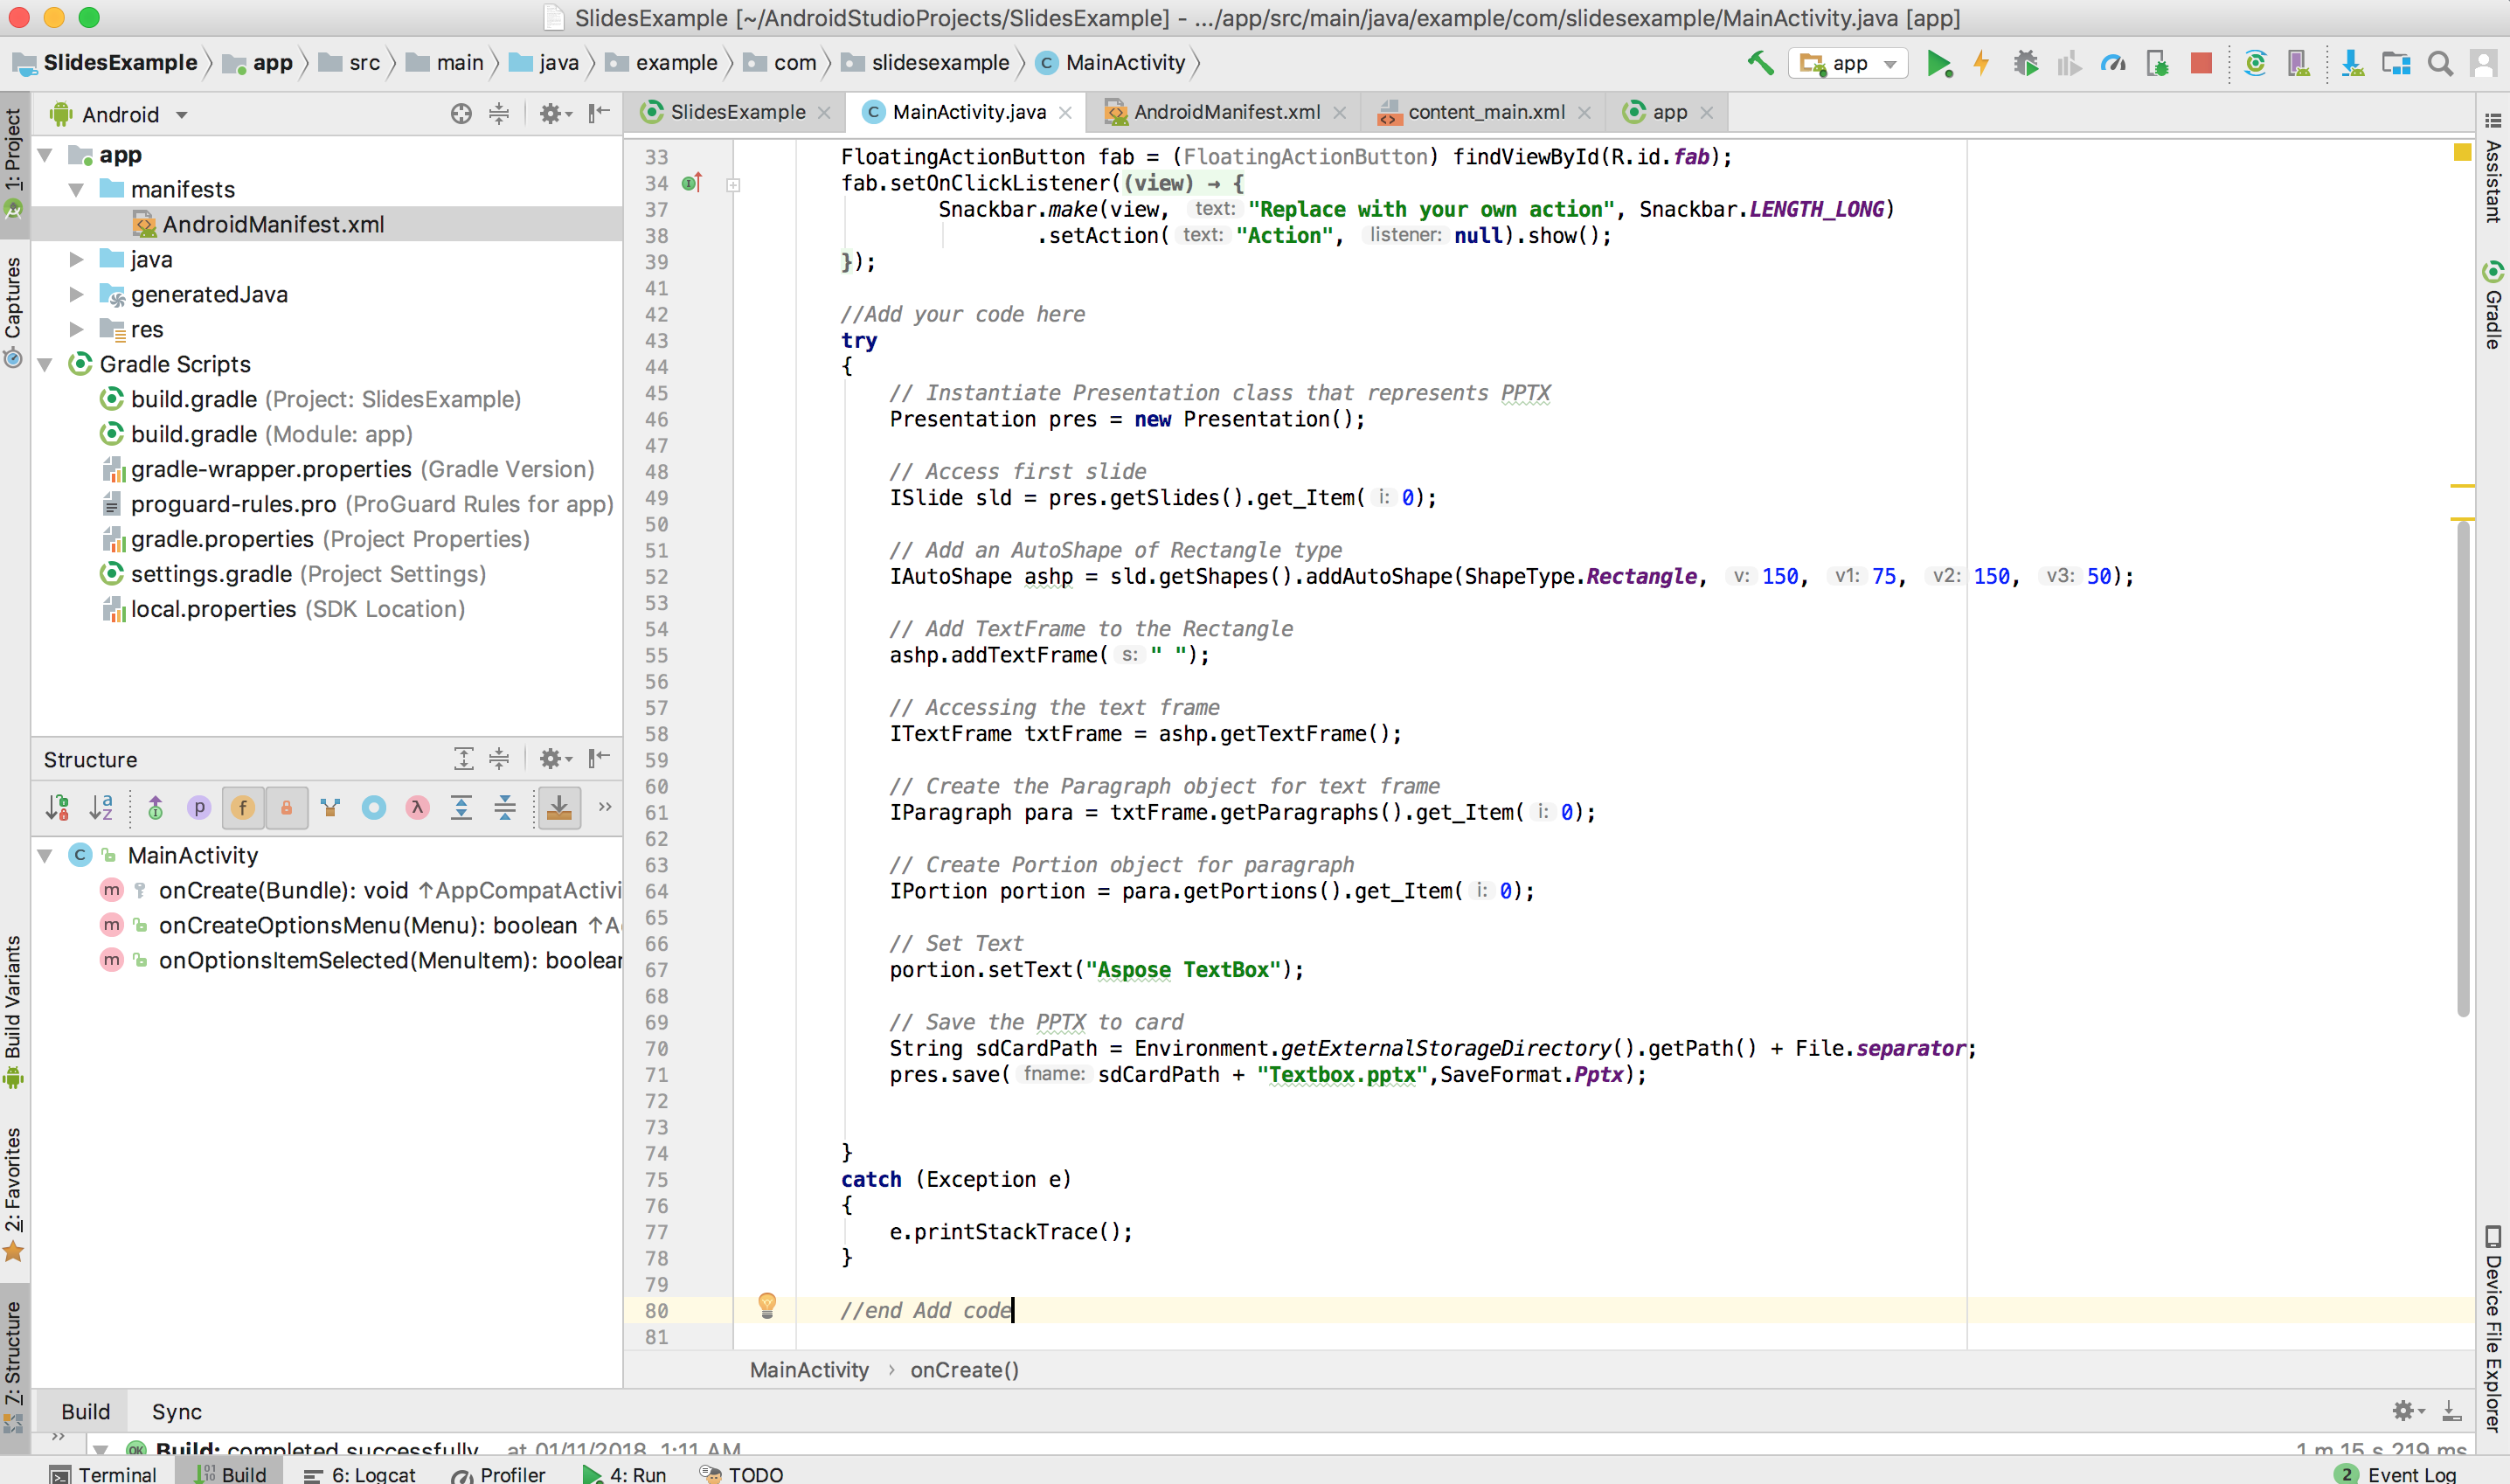 SlidesExample [~/AndroidStudioProjects/SlidesExample] - .../app/src/main/java/example/com/slidesexample/MainActivity.java [app]
SlidesExample app src main java example com slidesexample C MainActivity app
Android
SlidesExample C MainActivity.java AndroidManifest.xml content_main.xml app
1: Project
Captures
Build Variants
2: Favorites
Z: Structure
app
manifests
AndroidManifest.xml
java
generatedJava
res
Gradle Scripts
build.gradle (Project: SlidesExample)
build.gradle (Module: app)
gradle-wrapper.properties (Gradle Version)
proguard-rules.pro (ProGuard Rules for app)
gradle.properties (Project Properties)
settings.gradle (Project Settings)
local.properties (SDK Location)
Structure
p f λ »
C MainActivity
m onCreate(Bundle): void ↑AppCompatActivi
m onCreateOptionsMenu(Menu): boolean ↑A
m onOptionsItemSelected(MenuItem): boolean
33 FloatingActionButton fab = (FloatingActionButton) findViewById(R.id.fab);
34 fab.setOnClickListener((view) → {
37 Snackbar.make(view, text: "Replace with your own action", Snackbar.LENGTH_LONG)
38 .setAction( text: "Action", listener: null).show();
39 });
41
42 //Add your code here
43 try
44 {
45 // Instantiate Presentation class that represents PPTX
46 Presentation pres = new Presentation();
47
48 // Access first slide
49 ISlide sld = pres.getSlides().get_Item( i: 0);
50
51 // Add an AutoShape of Rectangle type
52 IAutoShape ashp = sld.getShapes().addAutoShape(ShapeType.Rectangle, v: 150, v1: 75, v2: 150, v3: 50);
53
54 // Add TextFrame to the Rectangle
55 ashp.addTextFrame( s: " ");
56
57 // Accessing the text frame
58 ITextFrame txtFrame = ashp.getTextFrame();
59
60 // Create the Paragraph object for text frame
61 IParagraph para = txtFrame.getParagraphs().get_Item( i: 0);
62
63 // Create Portion object for paragraph
64 IPortion portion = para.getPortions().get_Item( i: 0);
65
66 // Set Text
67 portion.setText("Aspose TextBox");
68
69 // Save the PPTX to card
70 String sdCardPath = Environment.getExternalStorageDirectory().getPath() + File.separator;
71 pres.save( fname: sdCardPath + "Textbox.pptx",SaveFormat.Pptx);
72
73
74 }
75 catch (Exception e)
76 {
77 e.printStackTrace();
78 }
79
80 //end Add code
81
MainActivity › onCreate()
Assistant
Gradle
Device File Explorer
Build Sync
» OK Build: completed successfully at 01/11/2018, 1:11 AM 1 m 15 s 219 ms
Terminal Build 6: Logcat Profiler 4: Run TODO 2 Event Log